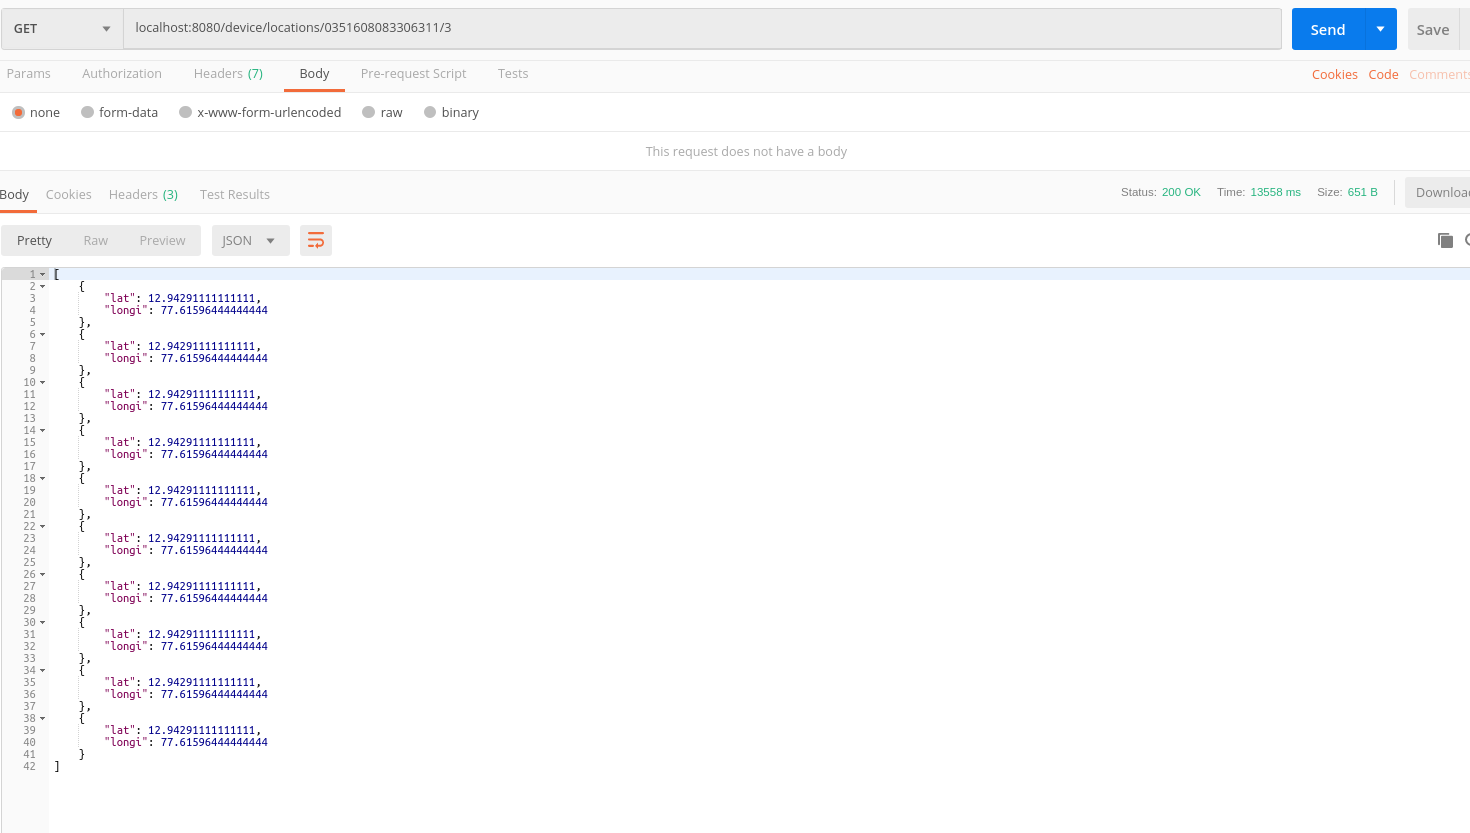 GET localhost:8080/device/locations/0351608083306311/3 Send Save
Params Authorization Headers (7) Body Pre-request Script Tests Cookies Code Comments
none form-data x-www-form-urlencoded raw binary
This request does not have a body
Body Cookies Headers (3) Test Results Status: 200 OK Time: 13558 ms Size: 651 B Download
Pretty Raw Preview JSON
1 [
2 {
3 "lat": 12.94291111111111,
4 "longi": 77.61596444444444
5 },
6 {
7 "lat": 12.94291111111111,
8 "longi": 77.61596444444444
9 },
10 {
11 "lat": 12.94291111111111,
12 "longi": 77.61596444444444
13 },
14 {
15 "lat": 12.94291111111111,
16 "longi": 77.61596444444444
17 },
18 {
19 "lat": 12.94291111111111,
20 "longi": 77.61596444444444
21 },
22 {
23 "lat": 12.94291111111111,
24 "longi": 77.61596444444444
25 },
26 {
27 "lat": 12.94291111111111,
28 "longi": 77.61596444444444
29 },
30 {
31 "lat": 12.94291111111111,
32 "longi": 77.61596444444444
33 },
34 {
35 "lat": 12.94291111111111,
36 "longi": 77.61596444444444
37 },
38 {
39 "lat": 12.94291111111111,
40 "longi": 77.61596444444444
41 }
42 ]